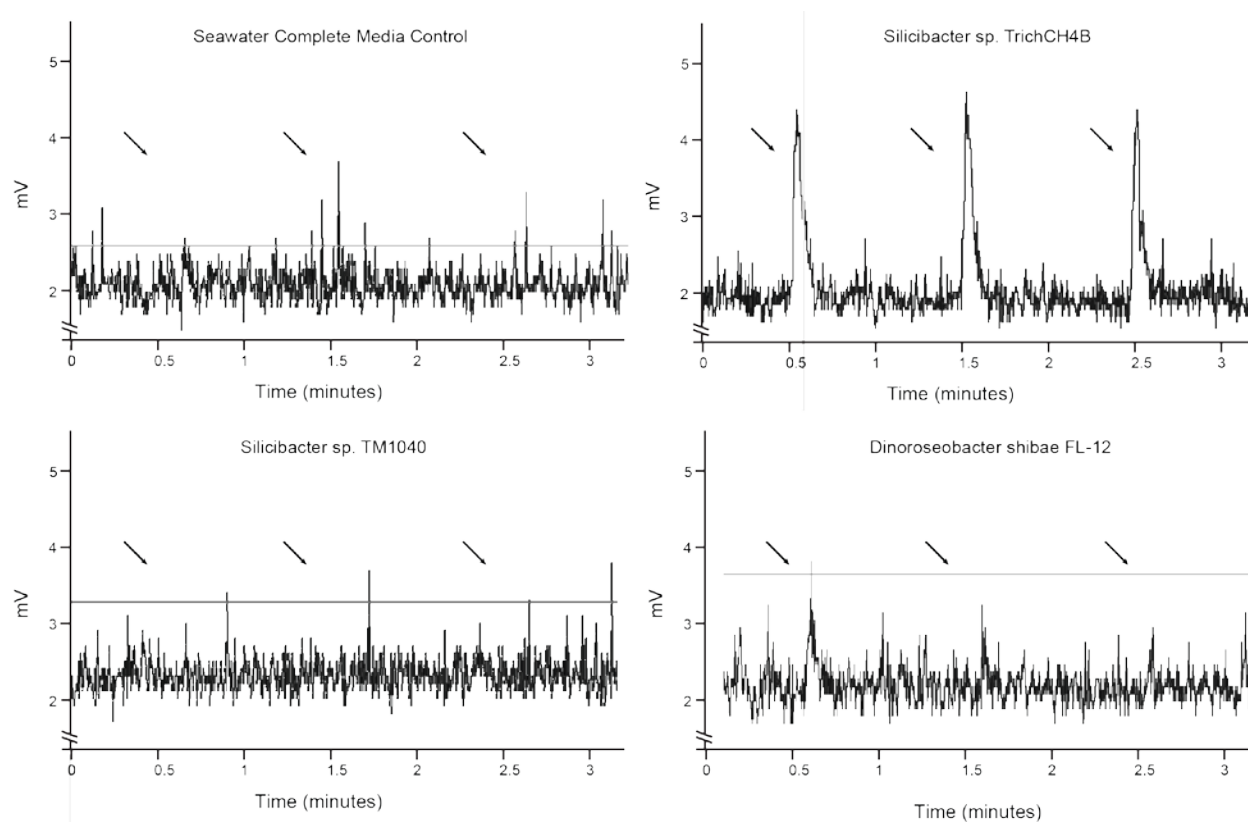 Seawater Complete Media Control
5
4
3
2
mV
0 0.5 1 1.5 2 2.5 3
Time (minutes)
Silicibacter sp. TrichCH4B
5
4
3
2
mV
0 0.5 1 1.5 2 2.5 3
Time (minutes)
Silicibacter sp. TM1040
5
4
3
2
mV
0 0.5 1 1.5 2 2.5 3
Time (minutes)
Dinoroseobacter shibae FL-12
5
4
3
2
mV
0 0.5 1 1.5 2 2.5 3
Time (minutes)